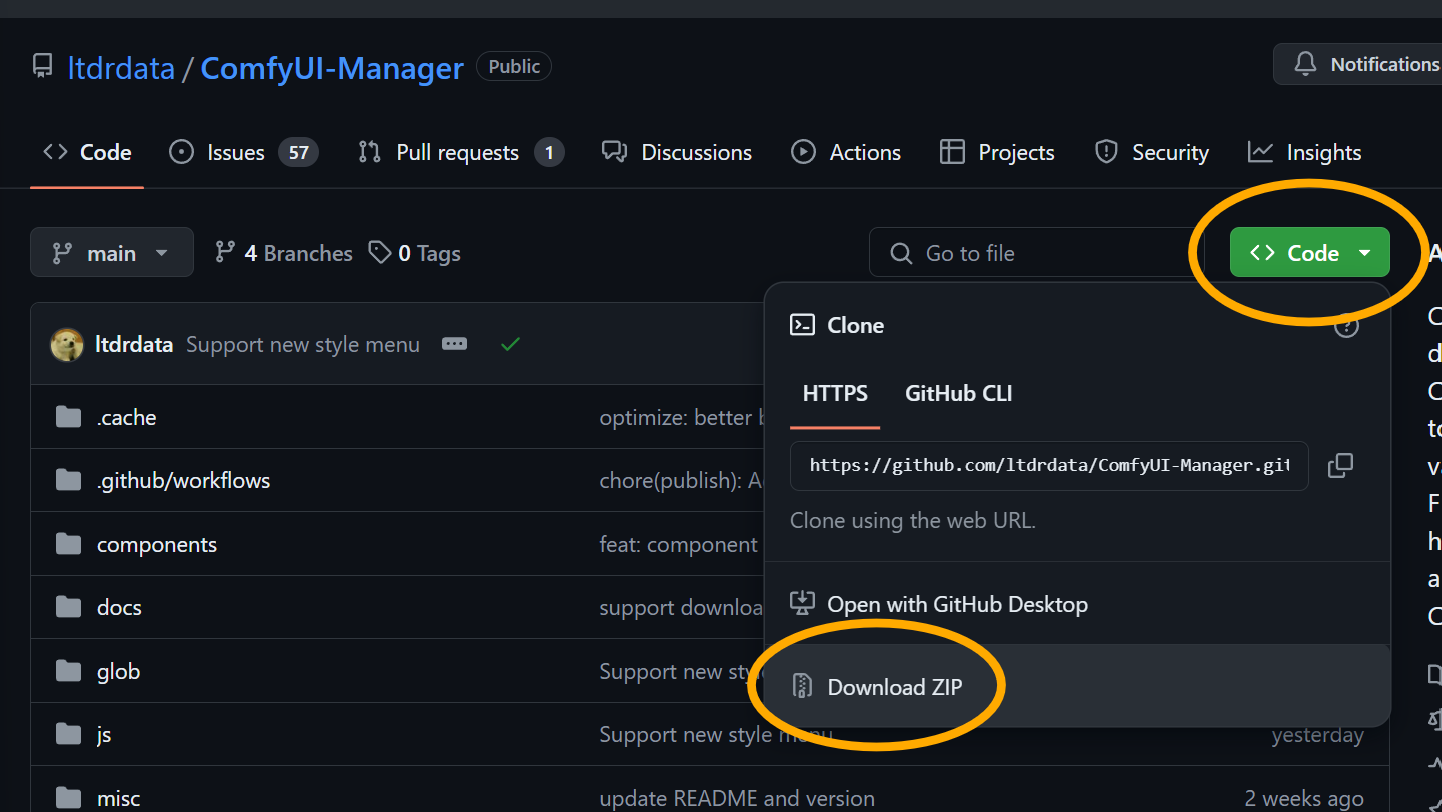 ltdrdata / ComfyUI-Manager Public
Notifications
Code Issues 57 Pull requests 1 Discussions Actions Projects Security Insights
main 4 Branches 0 Tags Go to file Code
ltdrdata Support new style menu
.cache optimize: better
.github/workflows chore(publish):
components feat: component
docs support
glob Support new
js Support new style menu yesterday
misc update README and version 2 weeks ago
Clone
HTTPS GitHub CLI
https://github.com/ltdrdata/ComfyUI-Manager.git
Clone using the web URL.
Open with GitHub Desktop
Download ZIP